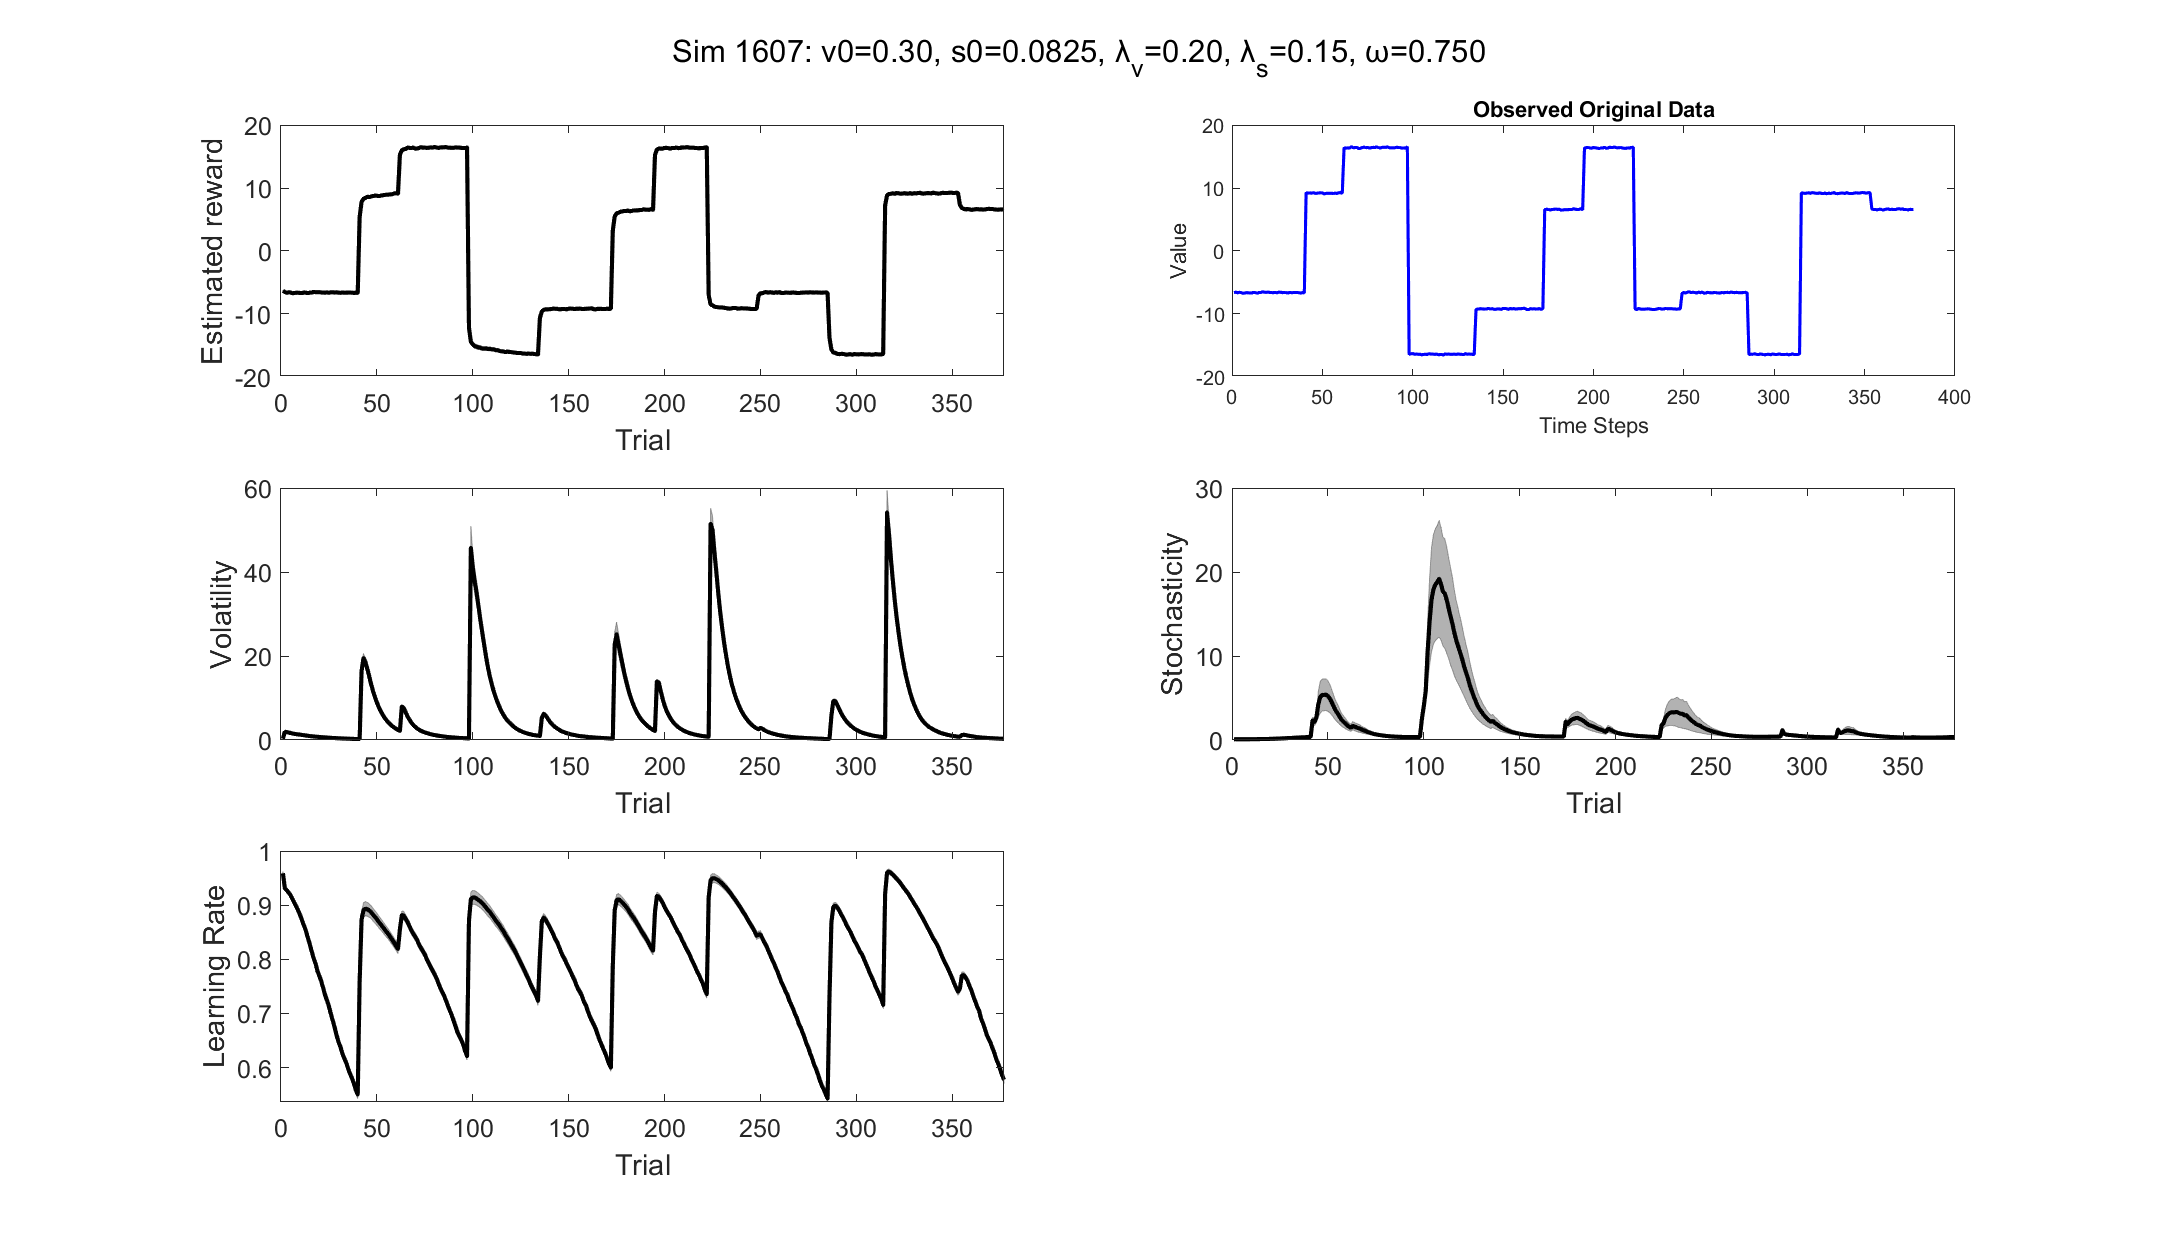 Sim 1607: v0=0.30, s0=0.0825, λ_v=0.20, λ_s=0.15, ω=0.750
Estimated reward
20
10
0
-10
-20
0 50 100 150 200 250 300 350
Trial
Observed Original Data
Value
20
10
0
-10
-20
0 50 100 150 200 250 300 350 400
Time Steps
Volatility
60
40
20
0
0 50 100 150 200 250 300 350
Trial
Stochasticity
30
20
10
0
0 50 100 150 200 250 300 350
Trial
Learning Rate
1
0.9
0.8
0.7
0.6
0 50 100 150 200 250 300 350
Trial